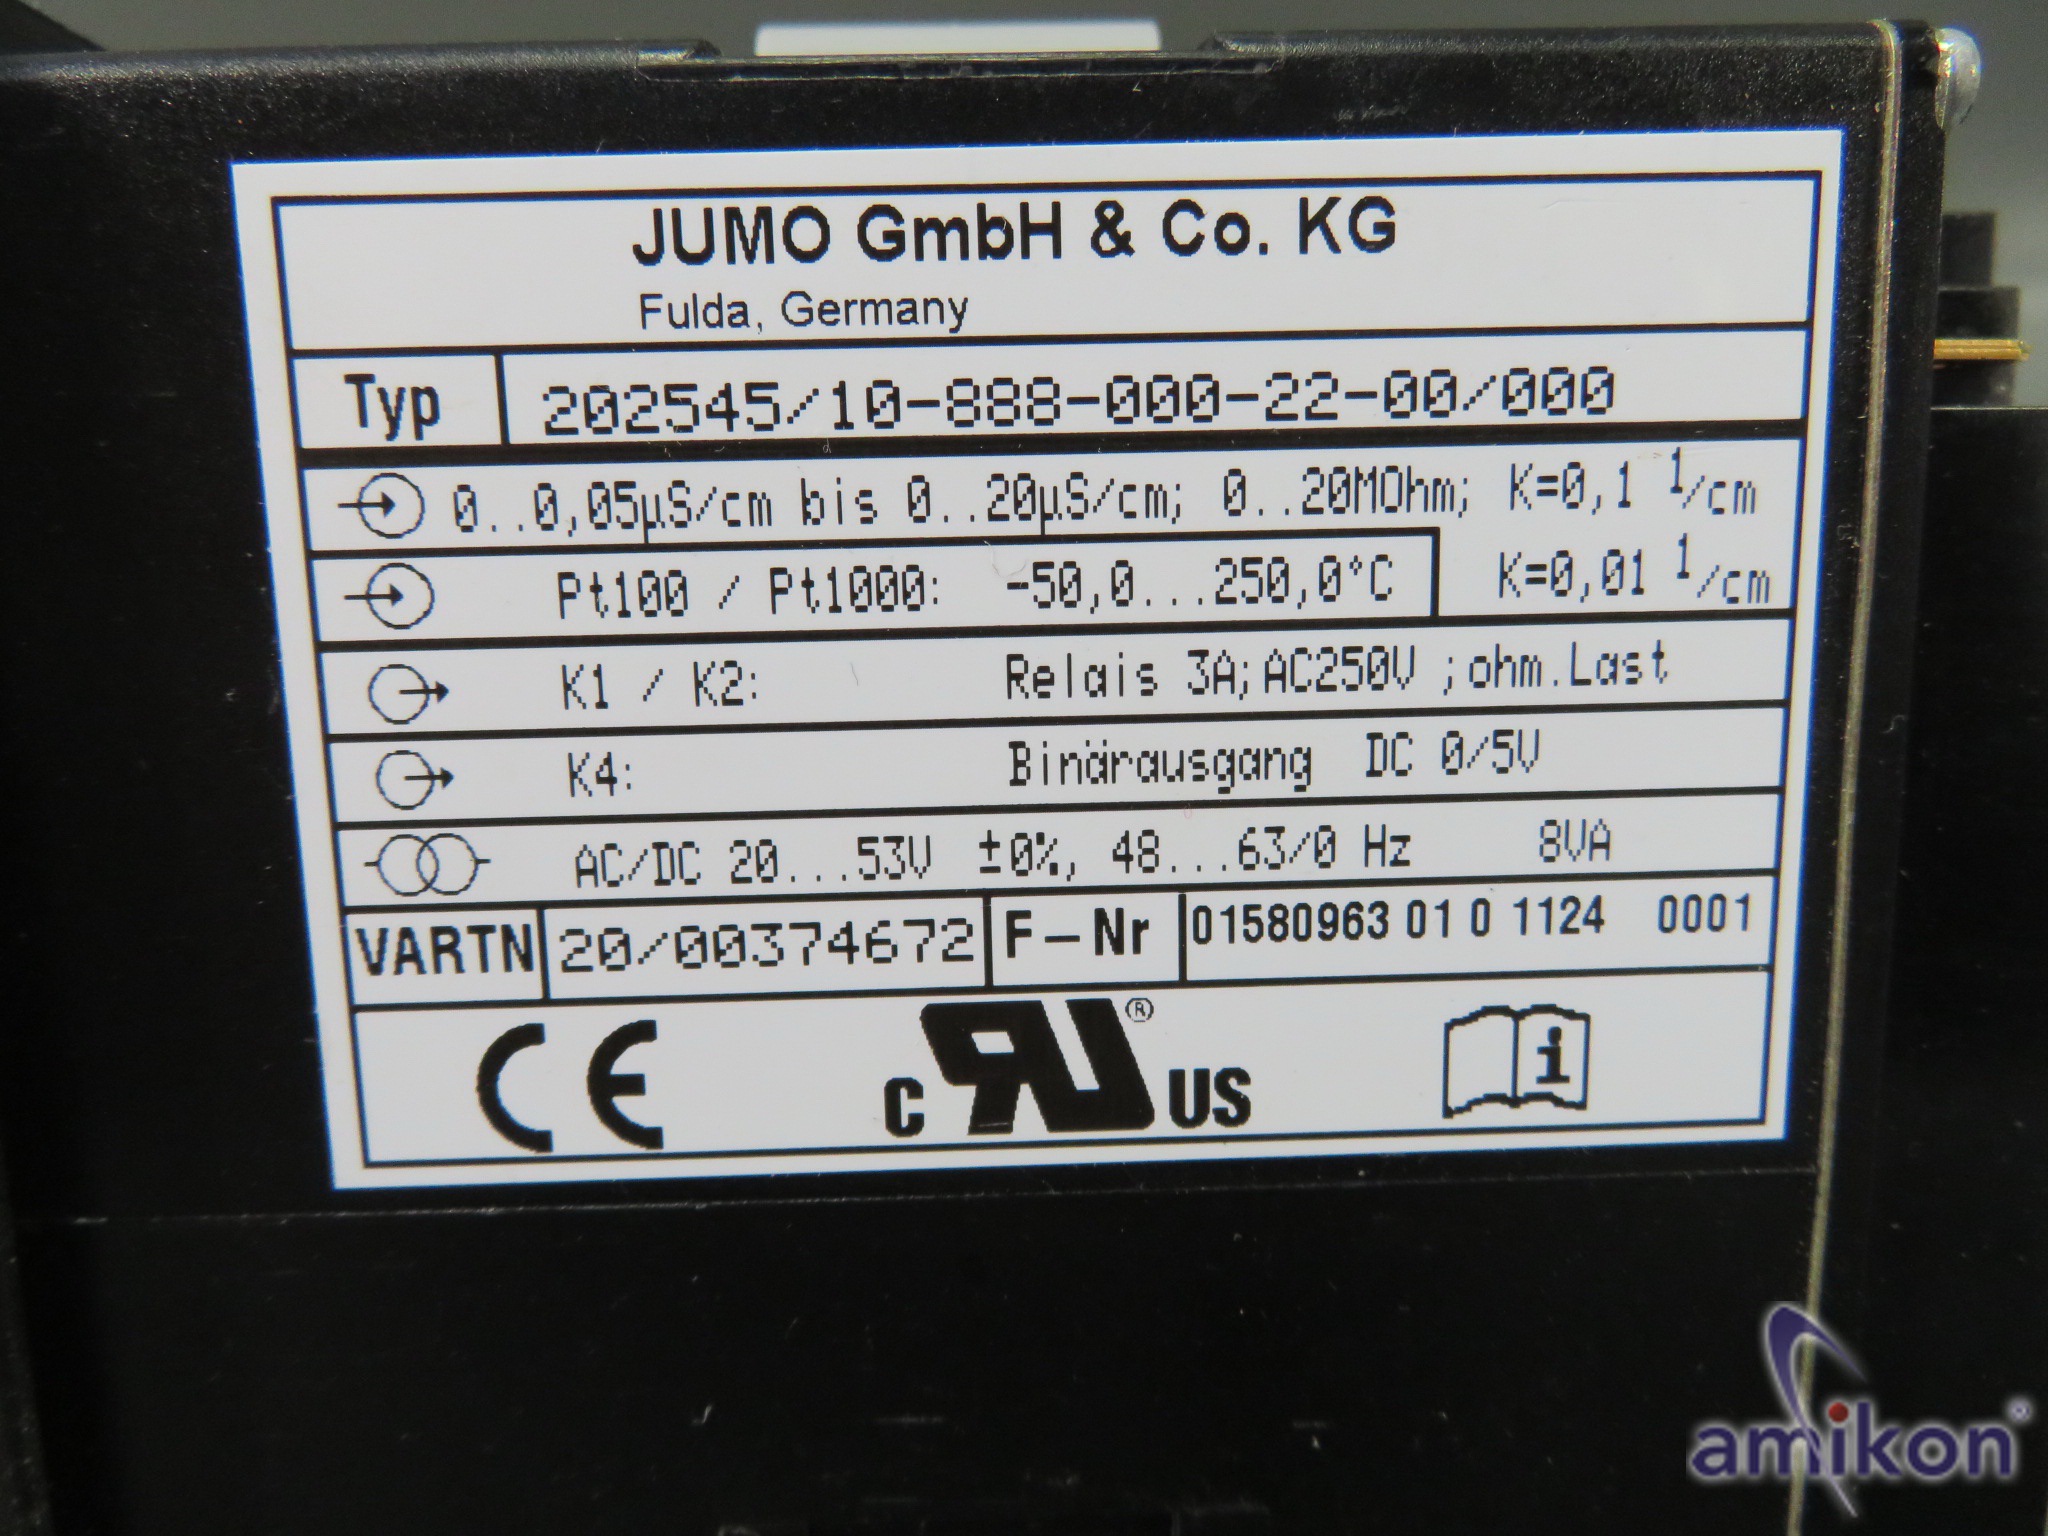 JUMO GmbH & Co. KG
Fulda, Germany
Typ 202545/10-888-000-22-00/000
0..0,05µS/cm bis 0..20µS/cm; 0..20MOhm; K=0,1 1/cm
Pt100 / Pt1000: -50,0...250,0°C K=0,01 1/cm
K1 / K2: Relais 3A;AC250V ;ohm.Last
K4: Binärausgang DC 0/5V
AC/DC 20...53V ±0%, 48...63/0 Hz 8VA
VARTN 20/00374672 F-Nr 01580963 01 0 1124 0001
CE c RU® US i
amikon®